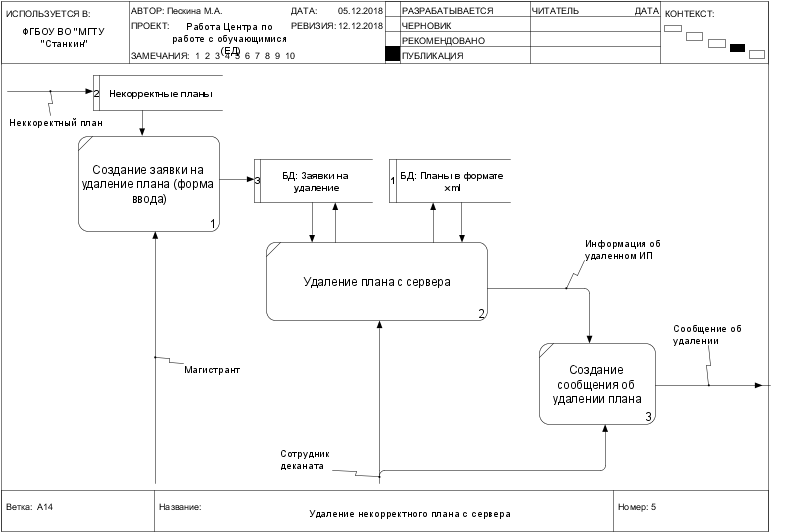 ИСПОЛЬЗУЕТСЯ В:
ФГБОУ ВО "МГТУ
"Станкин"
АВТОР: Пескина М.А.
ДАТА: 05.12.2018
ПРОЕКТ: Работа Центра по
работе с обучающимися
(ЕД)
РЕВИЗИЯ: 12.12.2018
ЗАМЕЧАНИЯ: 1 2 3 4 5 6 7 8 9 10
РАЗРАБАТЫВАЕТСЯ
ЧЕРНОВИК
РЕКОМЕНДОВАНО
ПУБЛИКАЦИЯ
ЧИТАТЕЛЬ ДАТА
КОНТЕКСТ:
2 Некорректные планы
Неккоректный план
Создание заявки на
удаление плана (форма
ввода)
1
3
БД: Заявки на
удаление
1
БД: Планы в формате
xml
Удаление плана с сервера
2
Информация об
удаленном ИП
Сообщение об
удалении
Магистрант
Создание
сообщения об
удалении плана
3
Сотрудник
деканата
Ветка: A14
Название:
Удаление некорректного плана с сервера
Номер: 5